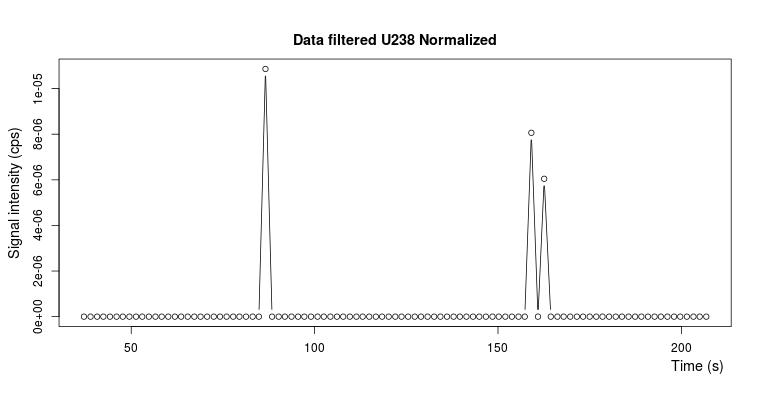 Data filtered U238 Normalized
Signal intensity (cps)
1e-05
8e-06
6e-06
4e-06
2e-06
0e+00
50 100 150 200
Time (s)